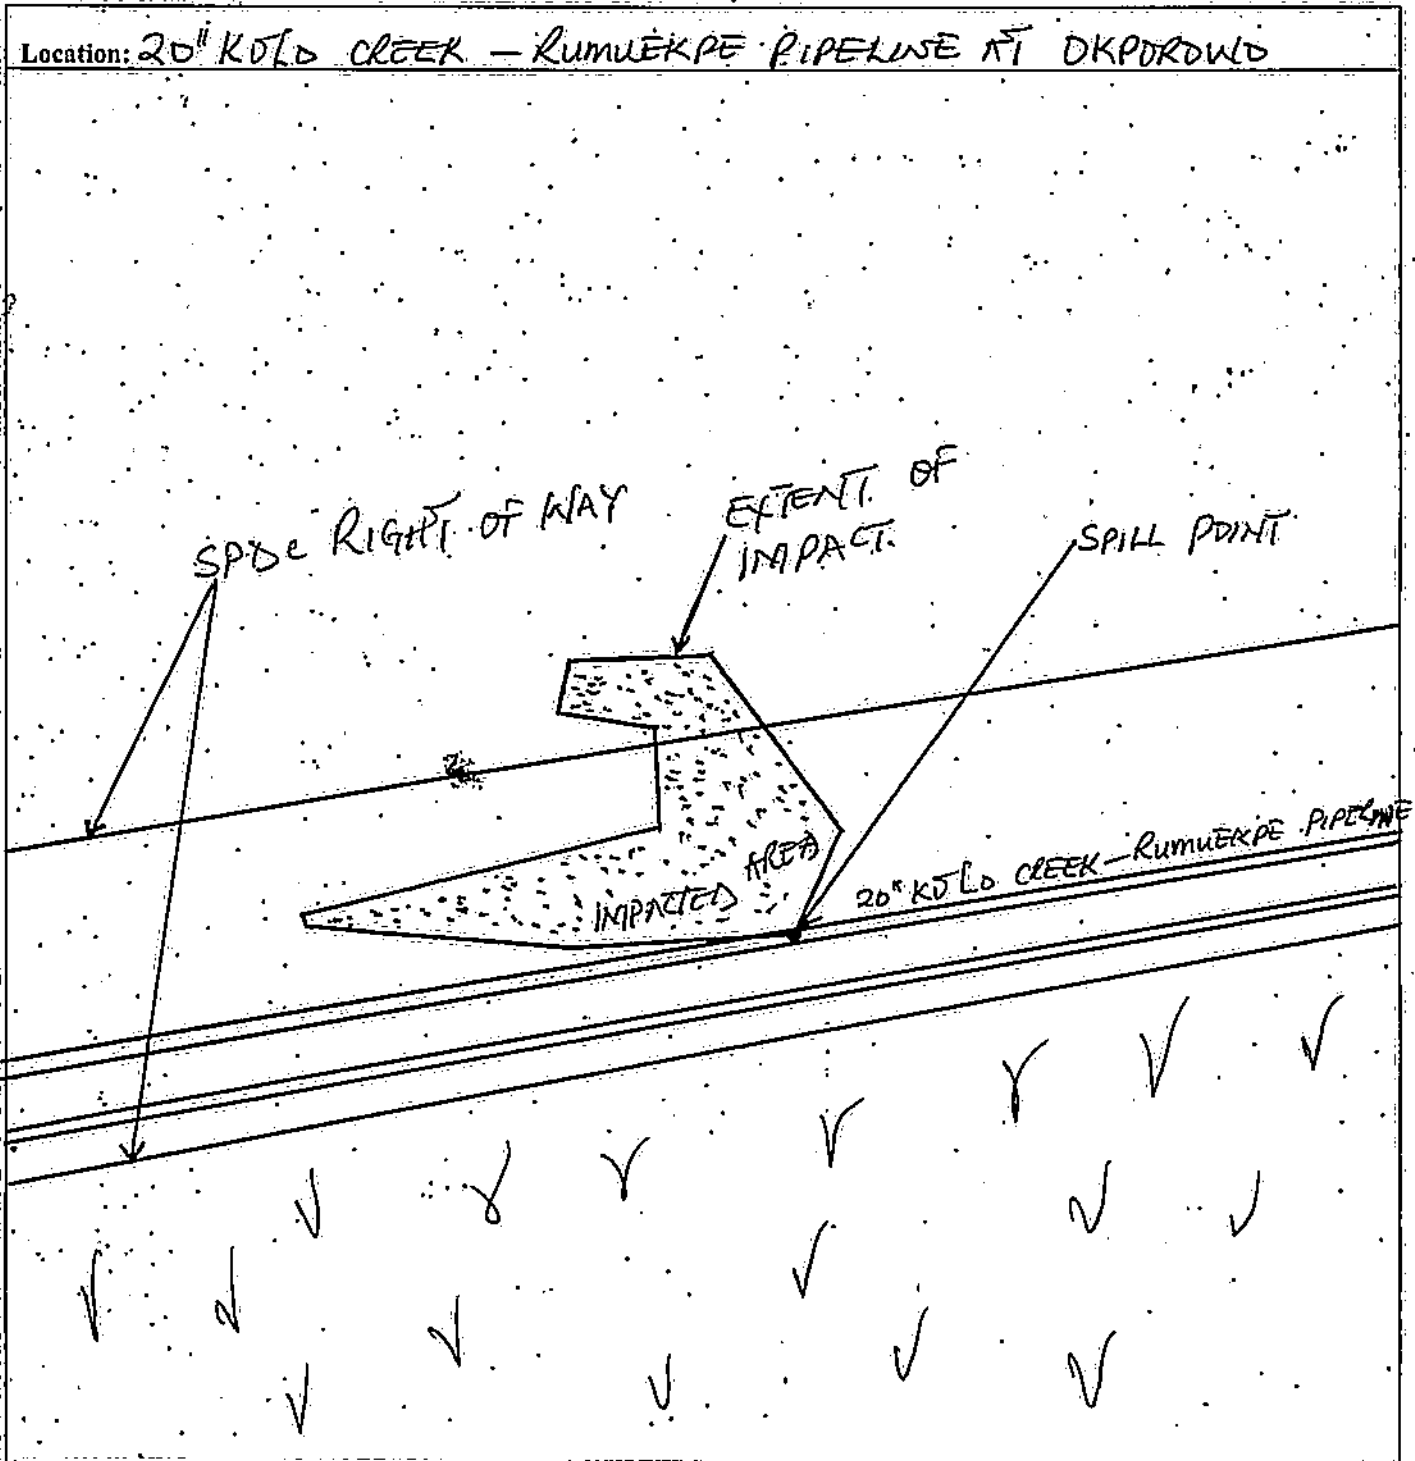 Location: 20" KOLO CREEK – RUMUEKPE PIPELINE AT OKPOROWO
SPDC RIGHT OF WAY
EXTENT OF
IMPACT.
SPILL POINT
20" KOLO CREEK – RUMUEKPE PIPELINE
IMPACTED AREA